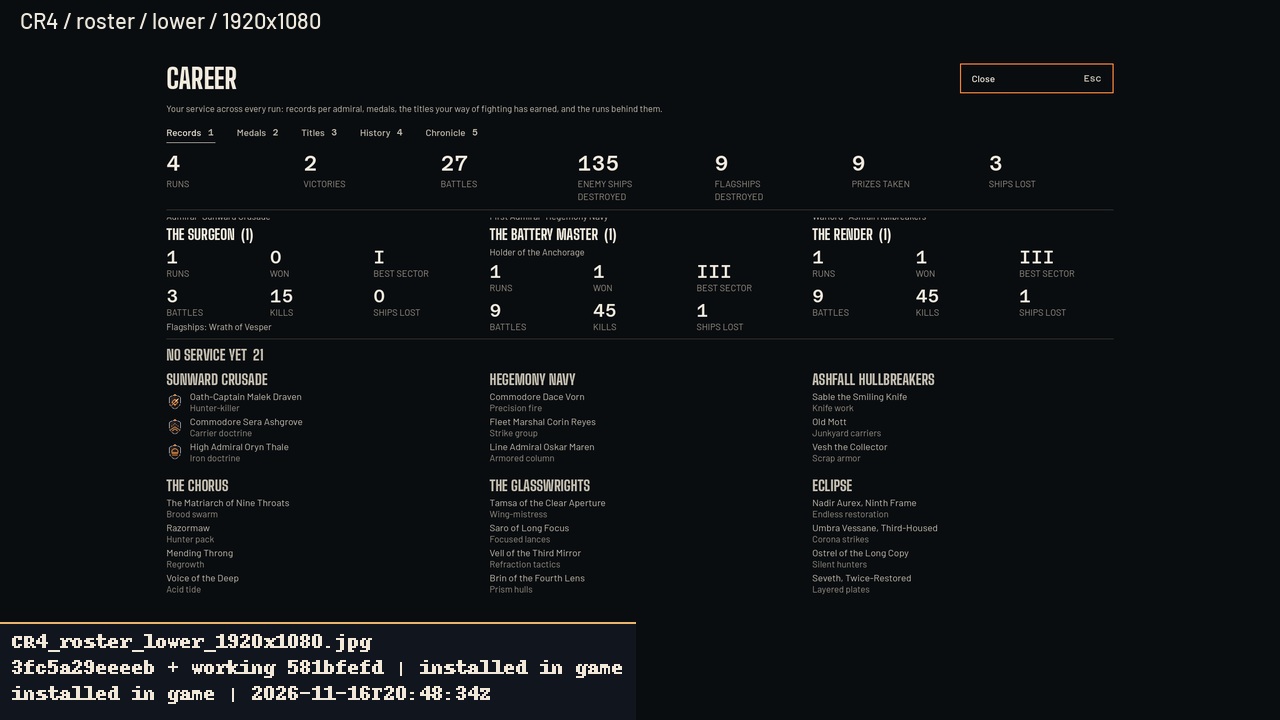 CR4 / roster / lower / 1920x1080
CAREER
Close Esc
Your service across every run: records per admiral, medals, the titles your way of fighting has earned, and the runs behind them.
Records 1 Medals 2 Titles 3 History 4 Chronicle 5
4 2 27 135 9 9 3
RUNS VICTORIES BATTLES ENEMY SHIPS DESTROYED FLAGSHIPS DESTROYED PRIZES TAKEN SHIPS LOST
THE SURGEON (1)
1 0 I
RUNS WON BEST SECTOR
3 15 0
BATTLES KILLS SHIPS LOST
Flagships: Wrath of Vesper
THE BATTERY MASTER (1)
Holder of the Anchorage
1 1 III
RUNS WON BEST SECTOR
9 45 1
BATTLES KILLS SHIPS LOST
THE RENDER (1)
1 1 III
RUNS WON BEST SECTOR
9 45 1
BATTLES KILLS SHIPS LOST
NO SERVICE YET 21
SUNWARD CRUSADE
Oath-Captain Malek Draven
Hunter-killer
Commodore Sera Ashgrove
Carrier doctrine
High Admiral Oryn Thale
Iron doctrine
HEGEMONY NAVY
Commodore Dace Vorn
Precision fire
Fleet Marshal Corin Reyes
Strike group
Line Admiral Oskar Maren
Armored column
ASHFALL HULLBREAKERS
Sable the Smiling Knife
Knife work
Old Mott
Junkyard carriers
Vesh the Collector
Scrap armor
THE CHORUS
The Matriarch of Nine Throats
Brood swarm
Razormaw
Hunter pack
Mending Throng
Regrowth
Voice of the Deep
Acid tide
THE GLASSWRIGHTS
Tamsa of the Clear Aperture
Wing-mistress
Saro of Long Focus
Focused lances
Vell of the Third Mirror
Refraction tactics
Brin of the Fourth Lens
Prism hulls
ECLIPSE
Nadir Aurex, Ninth Frame
Endless restoration
Umbra Vessane, Third-Housed
Corona strikes
Ostrel of the Long Copy
Silent hunters
Seveth, Twice-Restored
Layered plates
CR4_roster_lower_1920x1080.jpg
3fc5a29eeeeb + working 581bfefd | installed in game
installed in game | 2026-11-16T20:48:34Z